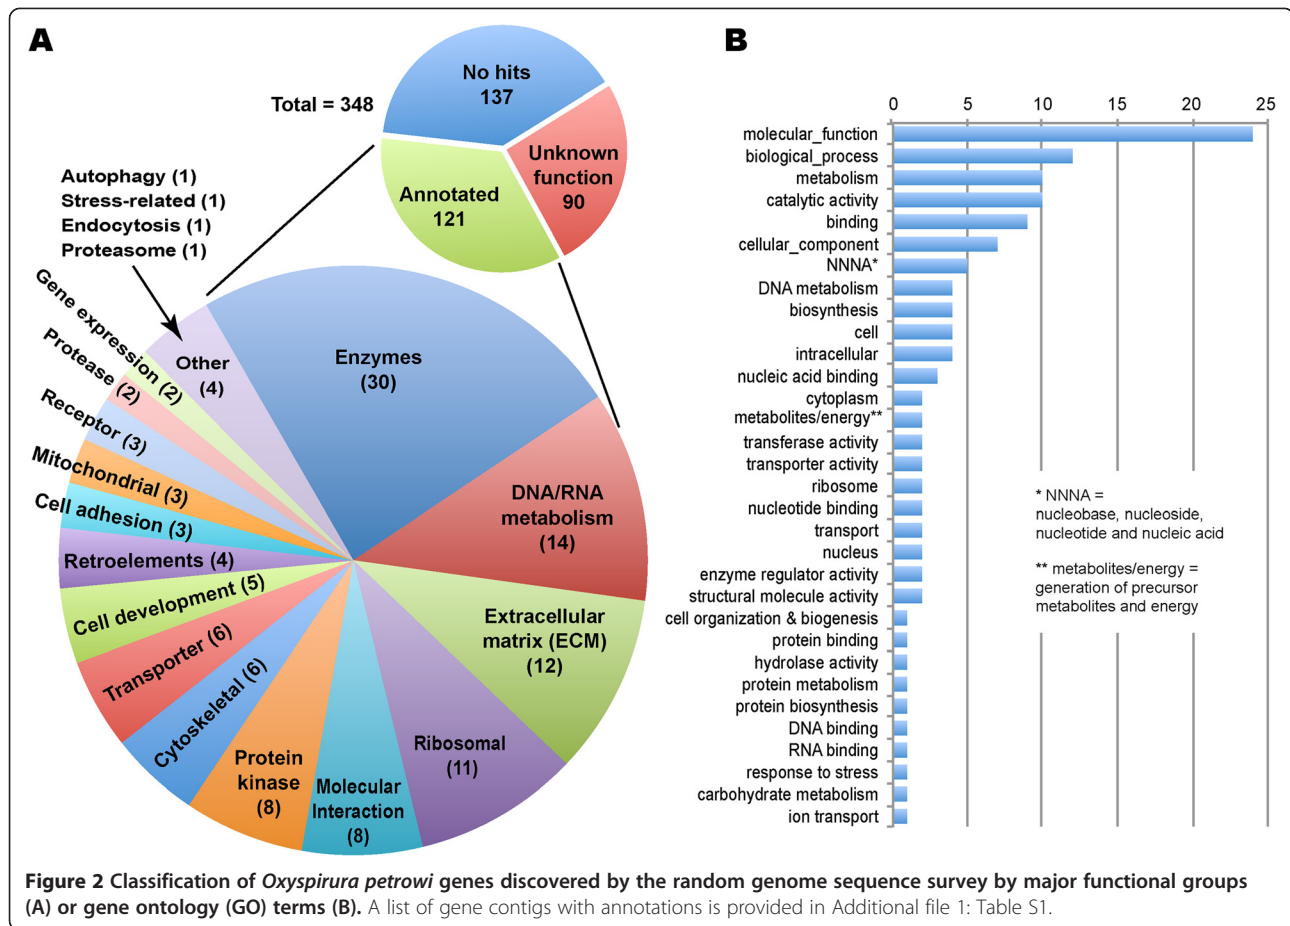 A
Total = 348
No hits
137
Unknown
function
90
Annotated
121
Autophagy (1)
Stress-related (1)
Endocytosis (1)
Proteasome (1)
Gene expression (2)
Protease (2)
Receptor (3)
Mitochondrial (3)
Cell adhesion (3)
Retroelements (4)
Cell development (5)
Transporter (6)
Cytoskeletal (6)
Protein
kinase
(8)
Molecular
Interaction
(8)
Ribosomal
(11)
Extracellular
matrix (ECM)
(12)
DNA/RNA
metabolism
(14)
Enzymes
(30)
Other
(4)
B
0 5 10 15 20 25
molecular_function
biological_process
metabolism
catalytic activity
binding
cellular_component
NNNA*
DNA metabolism
biosynthesis
cell
intracellular
nucleic acid binding
cytoplasm
metabolites/energy**
transferase activity
transporter activity
ribosome
nucleotide binding
transport
nucleus
enzyme regulator activity
structural molecule activity
cell organization & biogenesis
protein binding
hydrolase activity
protein metabolism
protein biosynthesis
DNA binding
RNA binding
response to stress
carbohydrate metabolism
ion transport
* NNNA =
nucleobase, nucleoside,
nucleotide and nucleic acid
** metabolites/energy =
generation of precursor
metabolites and energy
Figure 2 Classification of Oxyspirura petrowi genes discovered by the random genome sequence survey by major functional groups
(A) or gene ontology (GO) terms (B). A list of gene contigs with annotations is provided in Additional file 1: Table S1.